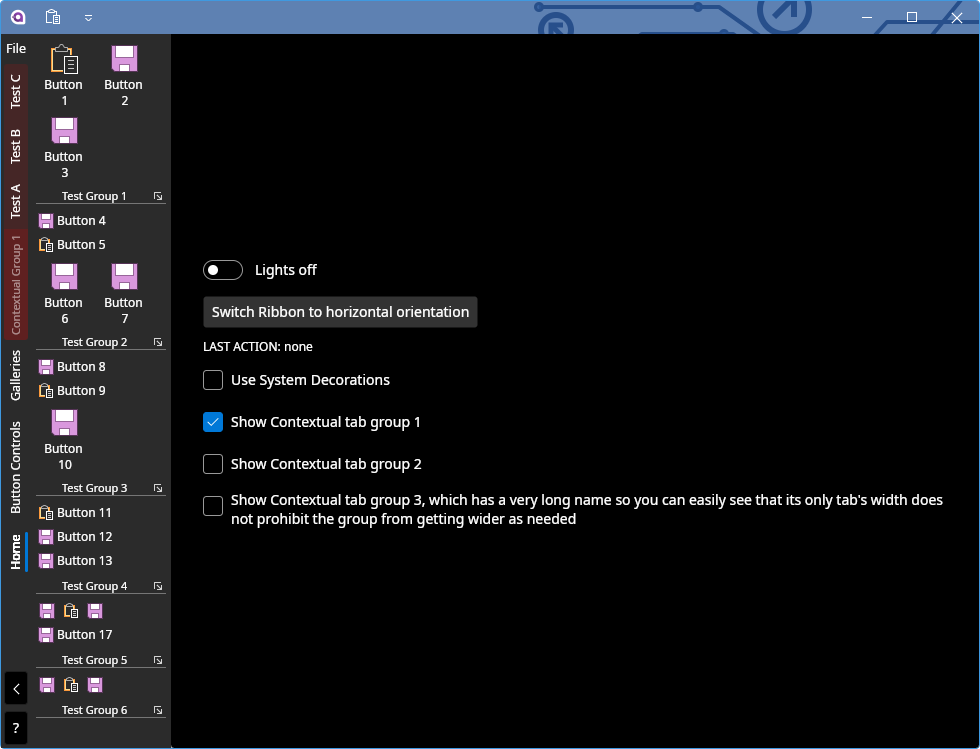 File
Test C
Test B
Test A
Contextual Group 1
Galleries
Button Controls
Home
?
Button
1
Button
2
Button
3
Test Group 1
Button 4
Button 5
Button
6
Button
7
Test Group 2
Button 8
Button 9
Button
10
Test Group 3
Button 11
Button 12
Button 13
Test Group 4
Button 17
Test Group 5
Test Group 6
Lights off
Switch Ribbon to horizontal orientation
LAST ACTION: none
Use System Decorations
Show Contextual tab group 1
Show Contextual tab group 2
Show Contextual tab group 3, which has a very long name so you can easily see that its only tab's width does
not prohibit the group from getting wider as needed